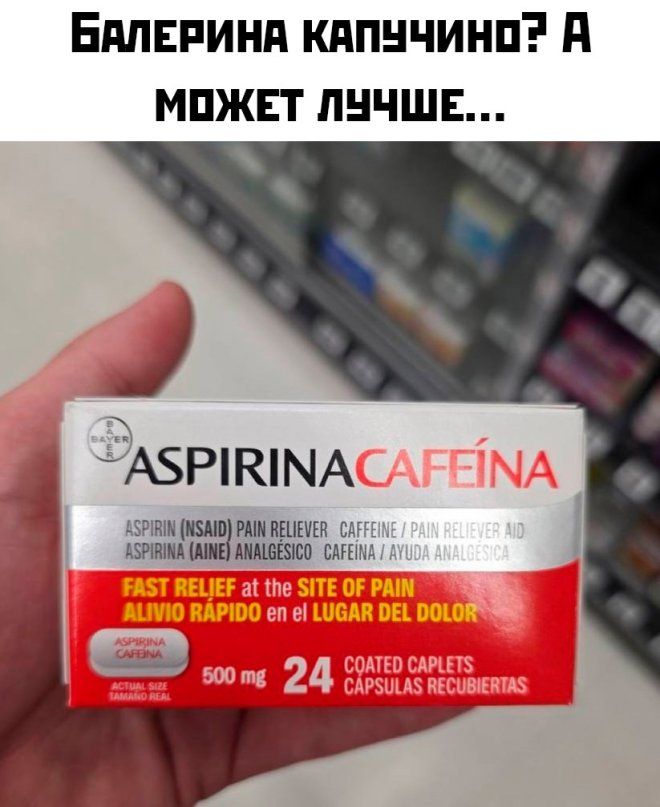 Балерина капучино? А
может лучше...
BAYER
BAYER
ASPIRINACAFEÍNA
ASPIRIN (NSAID) PAIN RELIEVER CAFFEINE / PAIN RELIEVER AID
ASPIRINA (AINE) ANALGÉSICO CAFEÍNA / AYUDA ANALGÉSICA
FAST RELIEF at the SITE OF PAIN
ALIVIO RÁPIDO en el LUGAR DEL DOLOR
ASPIRINA
CAFEÍNA
ACTUAL SIZE
TAMAÑO REAL
500 mg
24
COATED CAPLETS
CÁPSULAS RECUBIERTAS